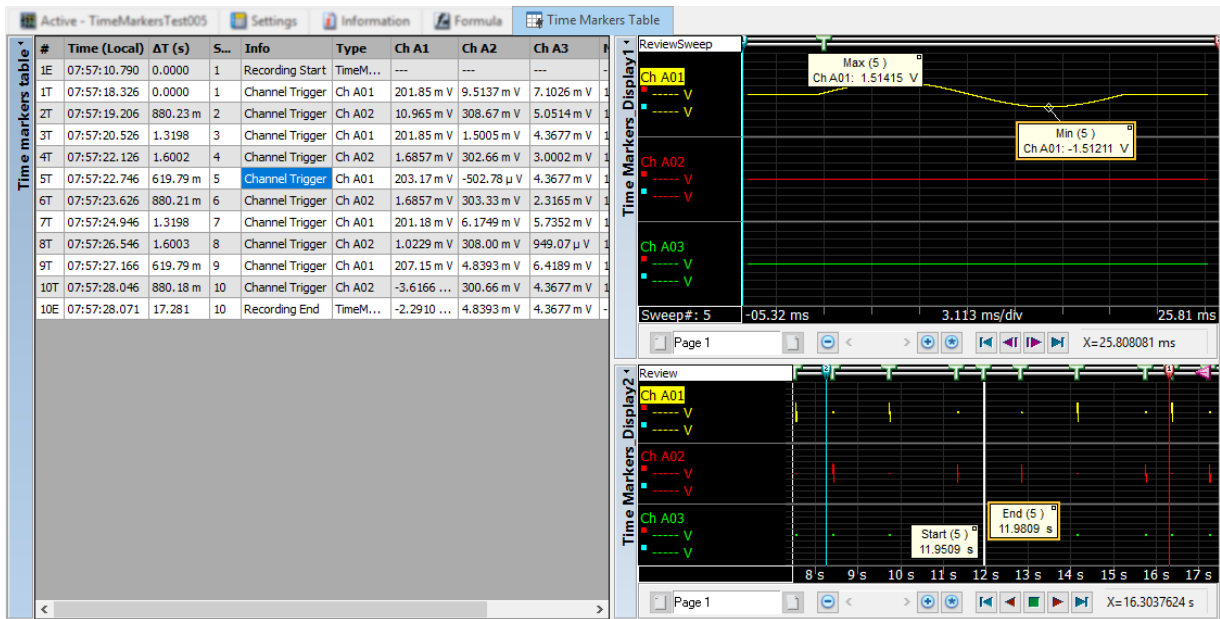 Active - TimeMarkersTest005 Settings Information Formula Time Markers Table
Time markers table
# Time (Local) ΔT (s) S... Info Type Ch A1 Ch A2 Ch A3
1E 07:57:10.790 0.0000 1 Recording Start TimeM... --- --- ---
1T 07:57:18.326 0.0000 1 Channel Trigger Ch A01 201.85 m V 9.5137 m V 7.1026 m V
2T 07:57:19.206 880.23 m 2 Channel Trigger Ch A02 10.965 m V 308.67 m V 5.0514 m V
3T 07:57:20.526 1.3198 3 Channel Trigger Ch A01 201.85 m V 1.5005 m V 4.3677 m V
4T 07:57:22.126 1.6002 4 Channel Trigger Ch A02 1.6857 m V 302.66 m V 3.0002 m V
5T 07:57:22.746 619.79 m 5 Channel Trigger Ch A01 203.17 m V -502.78 μ V 4.3677 m V
6T 07:57:23.626 880.21 m 6 Channel Trigger Ch A02 1.6857 m V 303.33 m V 2.3165 m V
7T 07:57:24.946 1.3198 7 Channel Trigger Ch A01 201.18 m V 6.1749 m V 5.7352 m V
8T 07:57:26.546 1.6003 8 Channel Trigger Ch A02 1.0229 m V 308.00 m V 949.07 μ V
9T 07:57:27.166 619.79 m 9 Channel Trigger Ch A01 207.15 m V 4.8393 m V 6.4189 m V
10T 07:57:28.046 880.18 m 10 Channel Trigger Ch A02 -3.6166 ... 300.66 m V 4.3677 m V
10E 07:57:28.071 17.281 10 Recording End TimeM... -2.2910 ... 4.8393 m V 4.3677 m V
Time Markers_Display1
ReviewSweep
Max (5 )
Ch A01: 1.51415 V
Ch A01
----- V
----- V
Min (5 )
Ch A01: -1.51211 V
Ch A02
----- V
----- V
Ch A03
----- V
----- V
Sweep#: 5 -05.32 ms 3.113 ms/div 25.81 ms
Page 1 X=25.808081 ms
Time Markers_Display2
Review
2 1
Ch A01
----- V
----- V
Ch A02
----- V
----- V
Ch A03
----- V
----- V
End (5 )
11.9809 s
Start (5 )
11.9509 s
8 s 9 s 10 s 11 s 12 s 13 s 14 s 15 s 16 s 17 s
Page 1 X=16.3037624 s